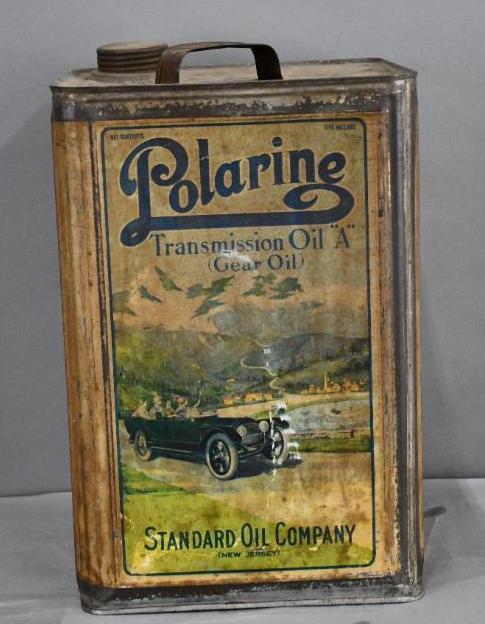 NET CONTENTS, FIVE GALLONS
Polarine
Transmission Oil "A"
(Gear Oil)
STANDARD OIL COMPANY
(NEW JERSEY)